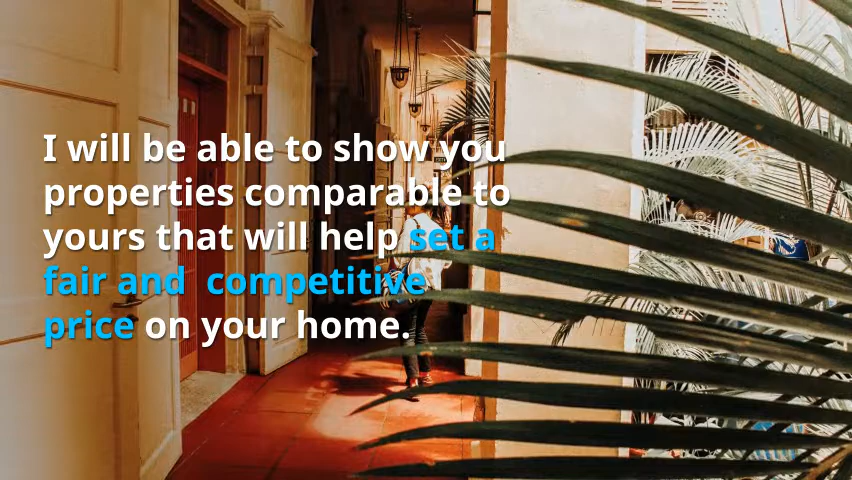 I will be able to show you
properties comparable to
yours that will help set a
fair and  competitive
price on your home.